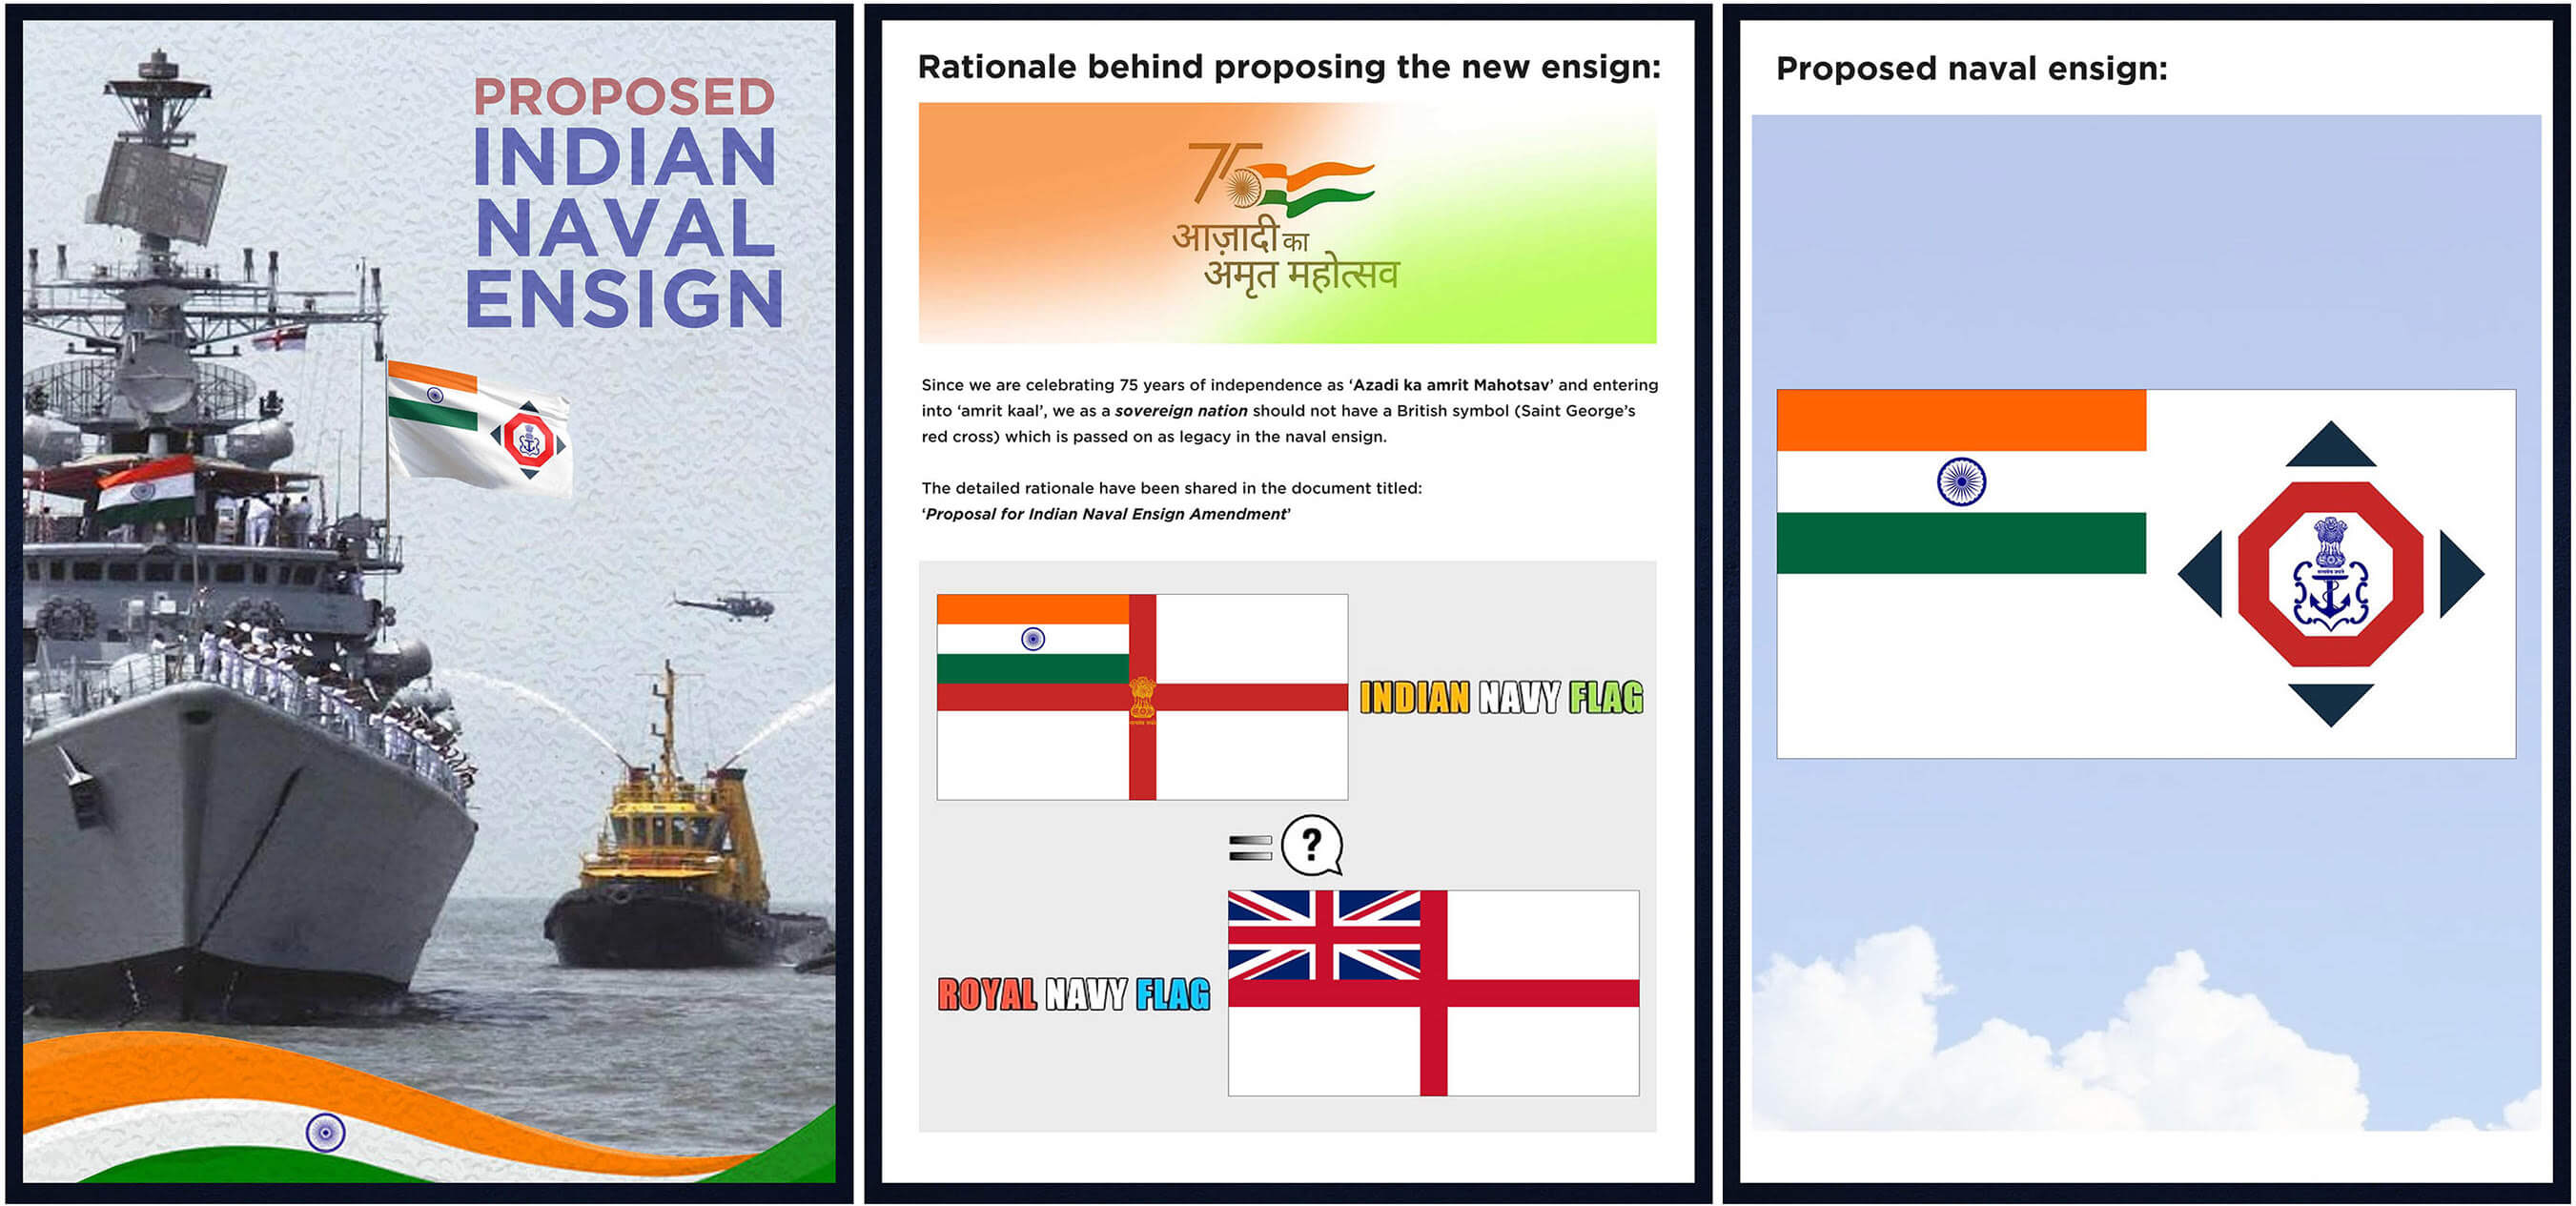 PROPOSED
INDIAN
NAVAL
ENSIGN
Rationale behind proposing the new ensign:
75
आज़ादी का
अमृत महोत्सव
Since we are celebrating 75 years of independence as ‘Azadi ka amrit Mahotsav’ and entering
into ‘amrit kaal’, we as a sovereign nation should not have a British symbol (Saint George’s
red cross) which is passed on as legacy in the naval ensign.
The detailed rationale have been shared in the document titled:
‘Proposal for Indian Naval Ensign Amendment’
INDIAN NAVY FLAG
= ?
ROYAL NAVY FLAG
Proposed naval ensign: